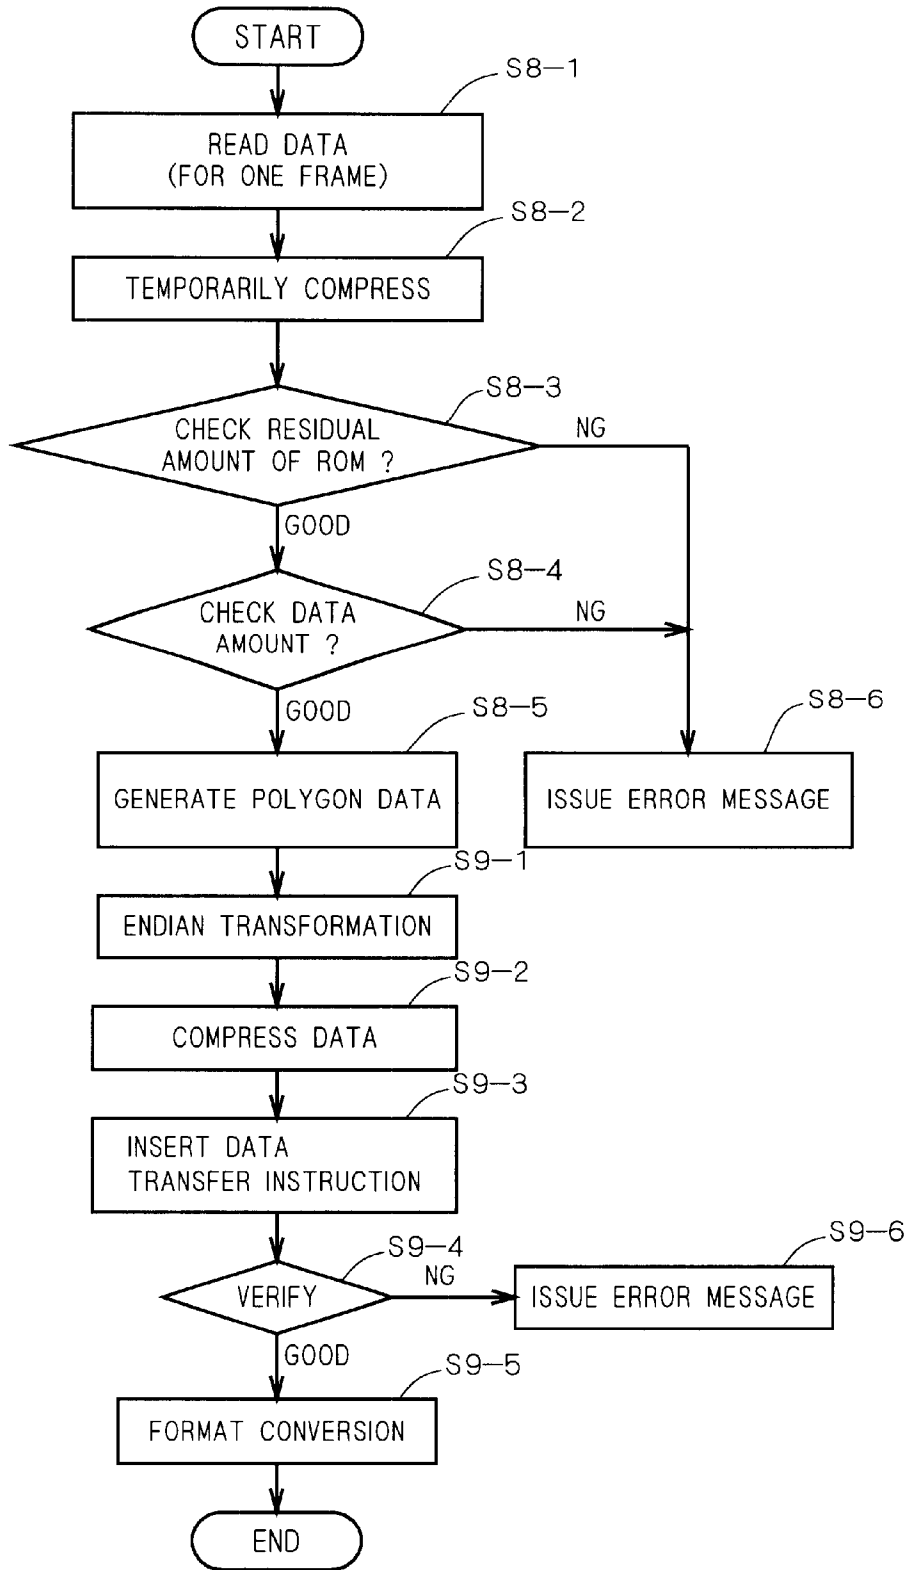 START
S8-1
READ DATA
(FOR ONE FRAME)
S8-2
TEMPORARILY COMPRESS
S8-3
CHECK RESIDUAL
AMOUNT OF ROM ?
NG
GOOD
S8-4
CHECK DATA
AMOUNT ?
NG
GOOD
S8-5
GENERATE POLYGON DATA
S8-6
ISSUE ERROR MESSAGE
S9-1
ENDIAN TRANSFORMATION
S9-2
COMPRESS DATA
S9-3
INSERT DATA
TRANSFER INSTRUCTION
S9-4
VERIFY
NG
S9-6
ISSUE ERROR MESSAGE
GOOD
S9-5
FORMAT CONVERSION
END